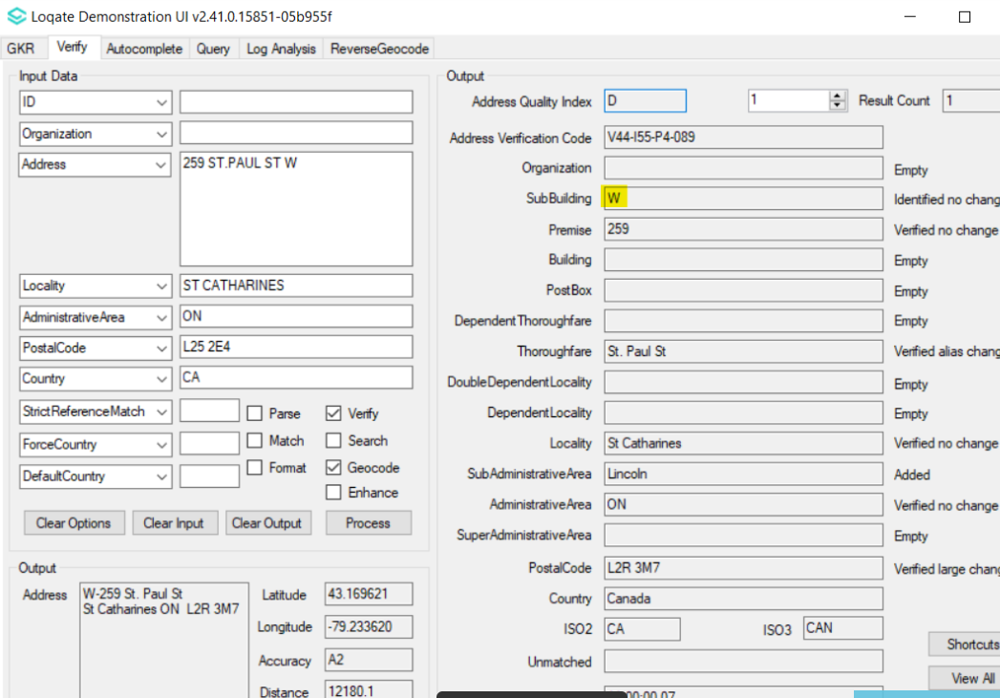 Loqate Demonstration UI v2.41.0.15851-05b955f
GKR Verify Autocomplete Query Log Analysis ReverseGeocode
Input Data
ID
Organization
Address 259 ST.PAUL ST W
Locality ST CATHARINES
AdministrativeArea ON
PostalCode L25 2E4
Country CA
StrictReferenceMatch Parse Verify
ForceCountry Match Search
DefaultCountry Format Geocode
Enhance
Clear Options Clear Input Clear Output Process
Output
Address W-259 St. Paul St
St Catharines ON L2R 3M7
Latitude 43.169621
Longitude -79.233620
Accuracy A2
Distance 12180.1
Output
Address Quality Index D 1 Result Count 1
Address Verification Code V44-I55-P4-089
Organization Empty
SubBuilding W Identified no chang
Premise 259 Verified no change
Building Empty
PostBox Empty
DependentThoroughfare Empty
Thoroughfare St. Paul St Verified alias chang
DoubleDependentLocality Empty
DependentLocality Empty
Locality St Catharines Verified no change
SubAdministrativeArea Lincoln Added
AdministrativeArea ON Verified no change
SuperAdministrativeArea Empty
PostalCode L2R 3M7 Verified large chang
Country Canada
ISO2 CA ISO3 CAN
Shortcuts
Unmatched
View All